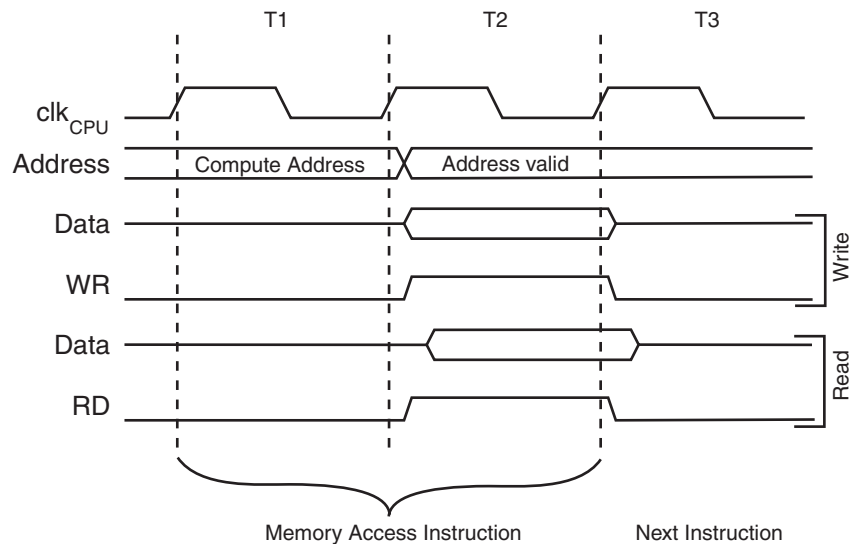 T1 T2 T3
clkCPU
Address Compute Address Address valid
Data
WR
Write
Data
RD
Read
Memory Access Instruction Next Instruction